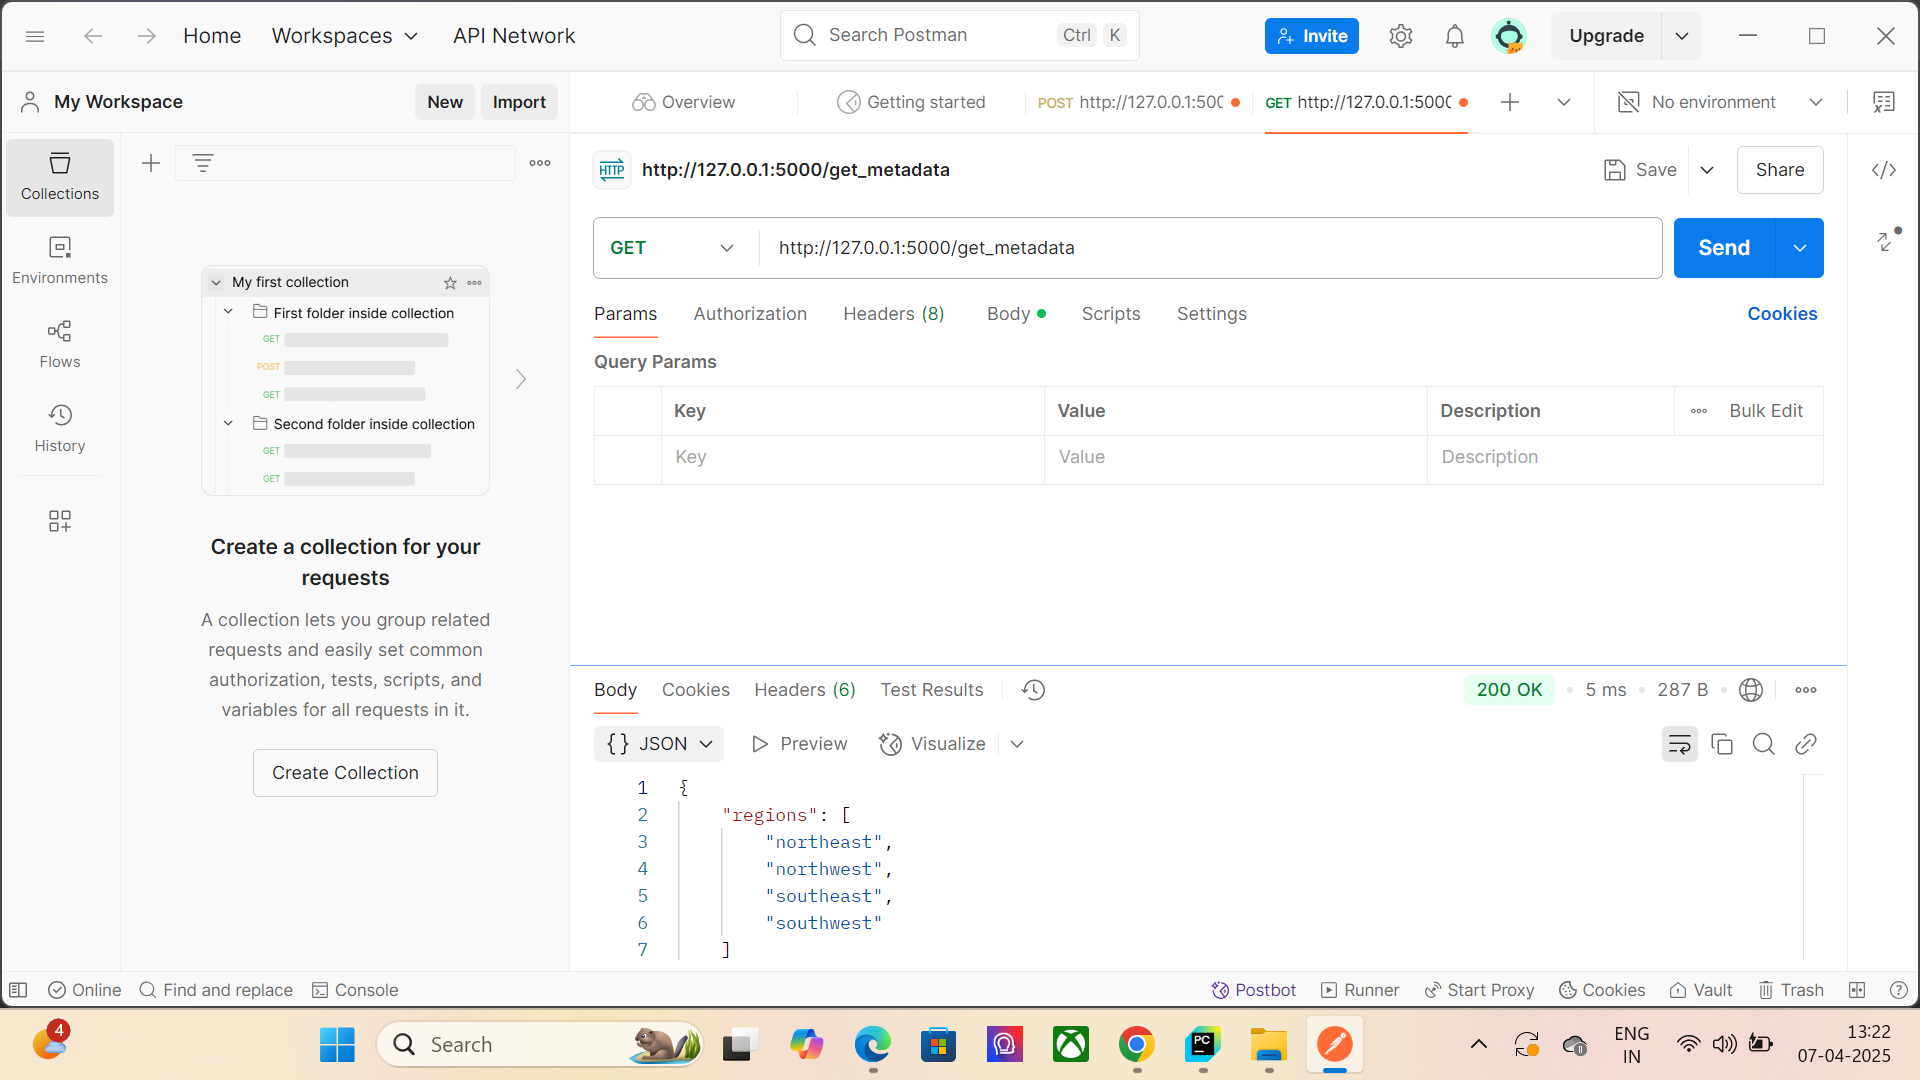 Home
Workspaces
API Network
Search Postman
Ctrl
K
Invite
Upgrade
My Workspace
New
Import
Overview
Getting started
POST http://127.0.0.1:500
GET http://127.0.0.1:5000
No environment
Collections
Environments
Flows
History
My first collection
First folder inside collection
GET
POST
GET
Second folder inside collection
GET
GET
Create a collection for your
requests
A collection lets you group related
requests and easily set common
authorization, tests, scripts, and
variables for all requests in it.
Create Collection
HTTP
http://127.0.0.1:5000/get_metadata
Save
Share
GET
http://127.0.0.1:5000/get_metadata
Send
Params
Authorization
Headers (8)
Body
Scripts
Settings
Cookies
Query Params
Key
Value
Description
Bulk Edit
Key
Value
Description
Body
Cookies
Headers (6)
Test Results
200 OK
5 ms
287 B
{} JSON
Preview
Visualize
1 {
2 "regions": [
3 "northeast",
4 "northwest",
5 "southeast",
6 "southwest"
7 ]
Online
Find and replace
Console
Postbot
Runner
Start Proxy
Cookies
Vault
Trash
4
Search
PC
ENG
IN
13:22
07-04-2025